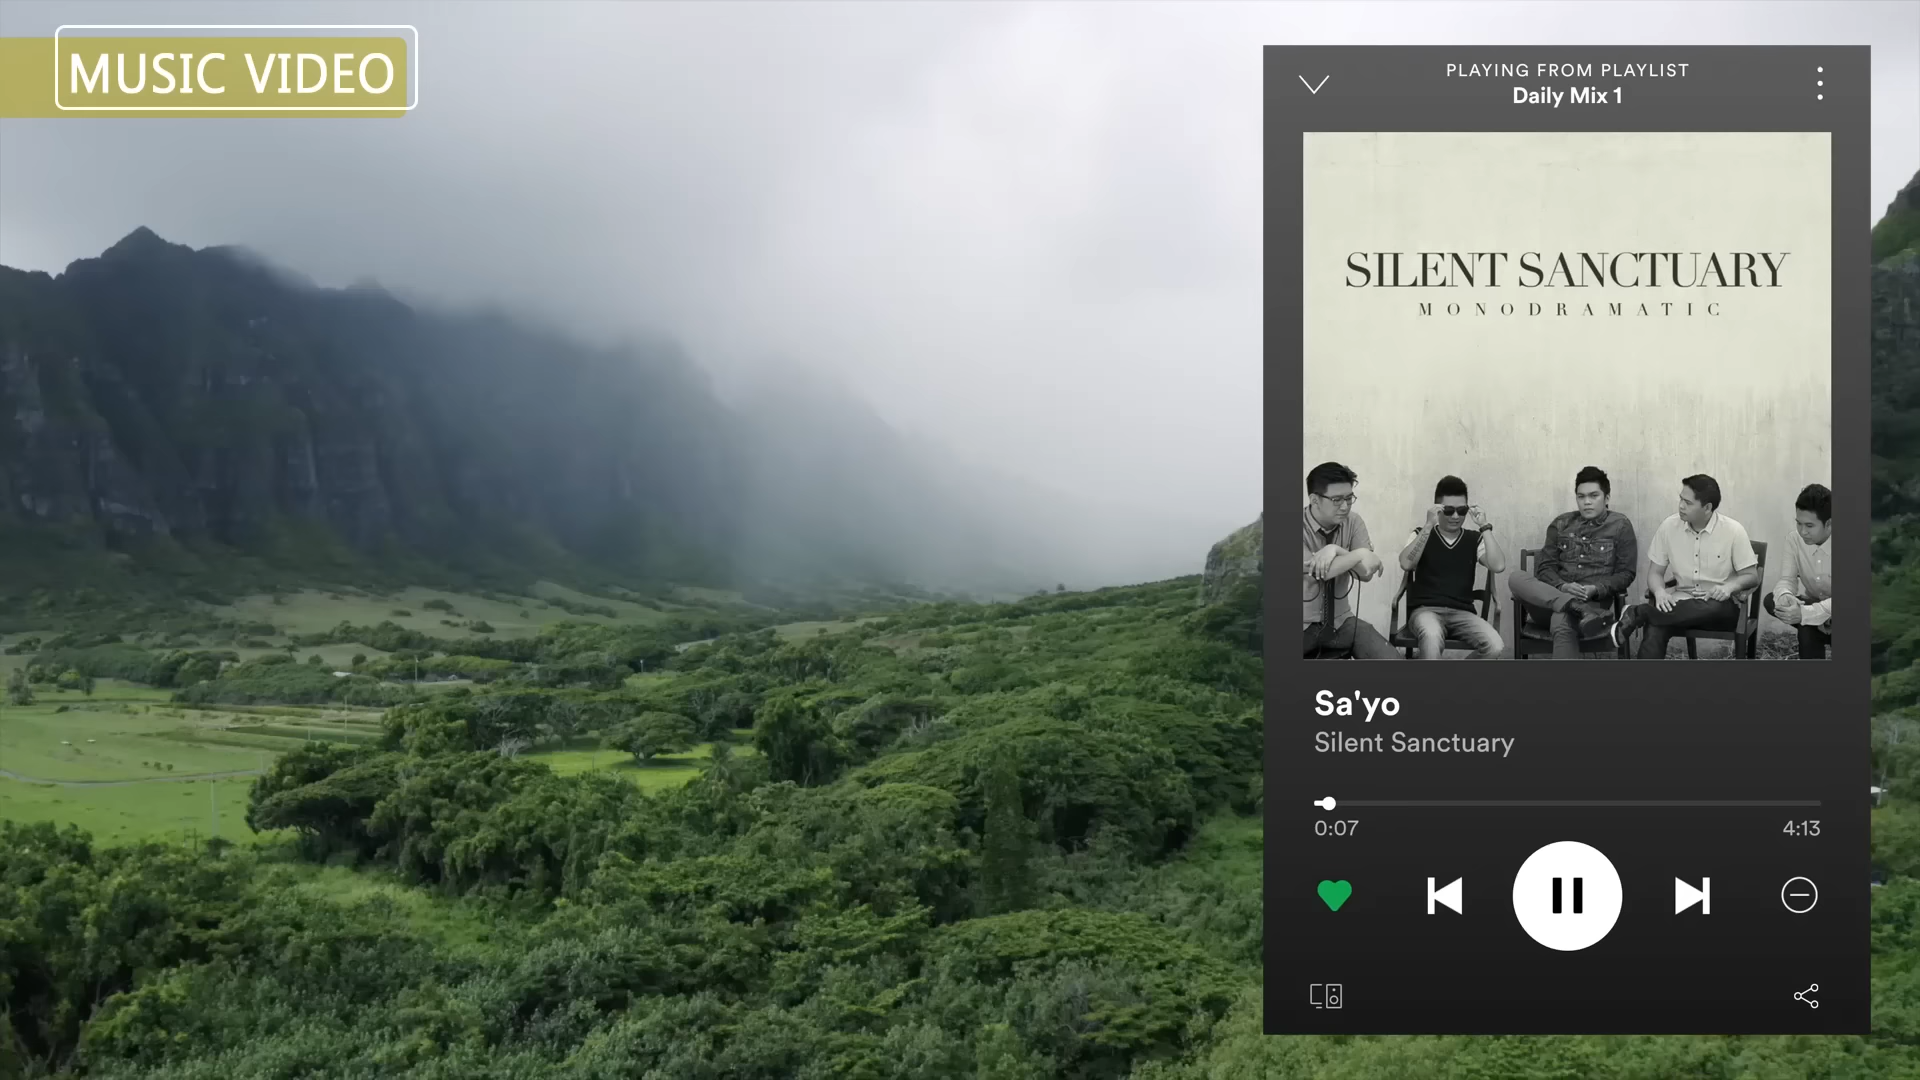 MUSIC VIDEO
PLAYING FROM PLAYLIST
Daily Mix 1
SILENT SANCTUARY
MONODRAMATIC
Sa'yo
Silent Sanctuary
0:07
4:13